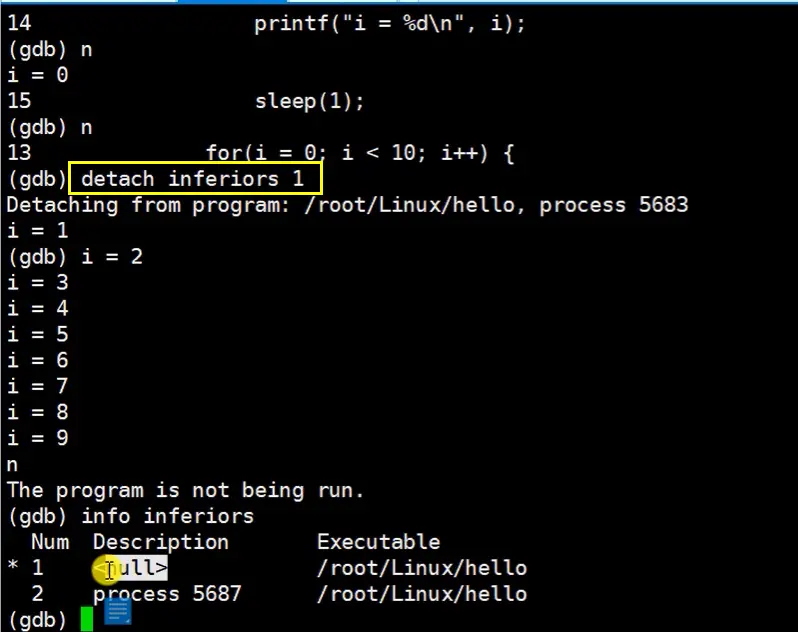 14                  printf("i = %d\n", i);
(gdb) n
i = 0
15                  sleep(1);
(gdb) n
13              for(i = 0; i < 10; i++) {
(gdb) detach inferiors 1
Detaching from program: /root/Linux/hello, process 5683
i = 1
(gdb) i = 2
i = 3
i = 4
i = 5
i = 6
i = 7
i = 8
i = 9
n
The program is not being run.
(gdb) info inferiors
  Num  Description       Executable
* 1    <null>            /root/Linux/hello
  2    process 5687      /root/Linux/hello
(gdb)